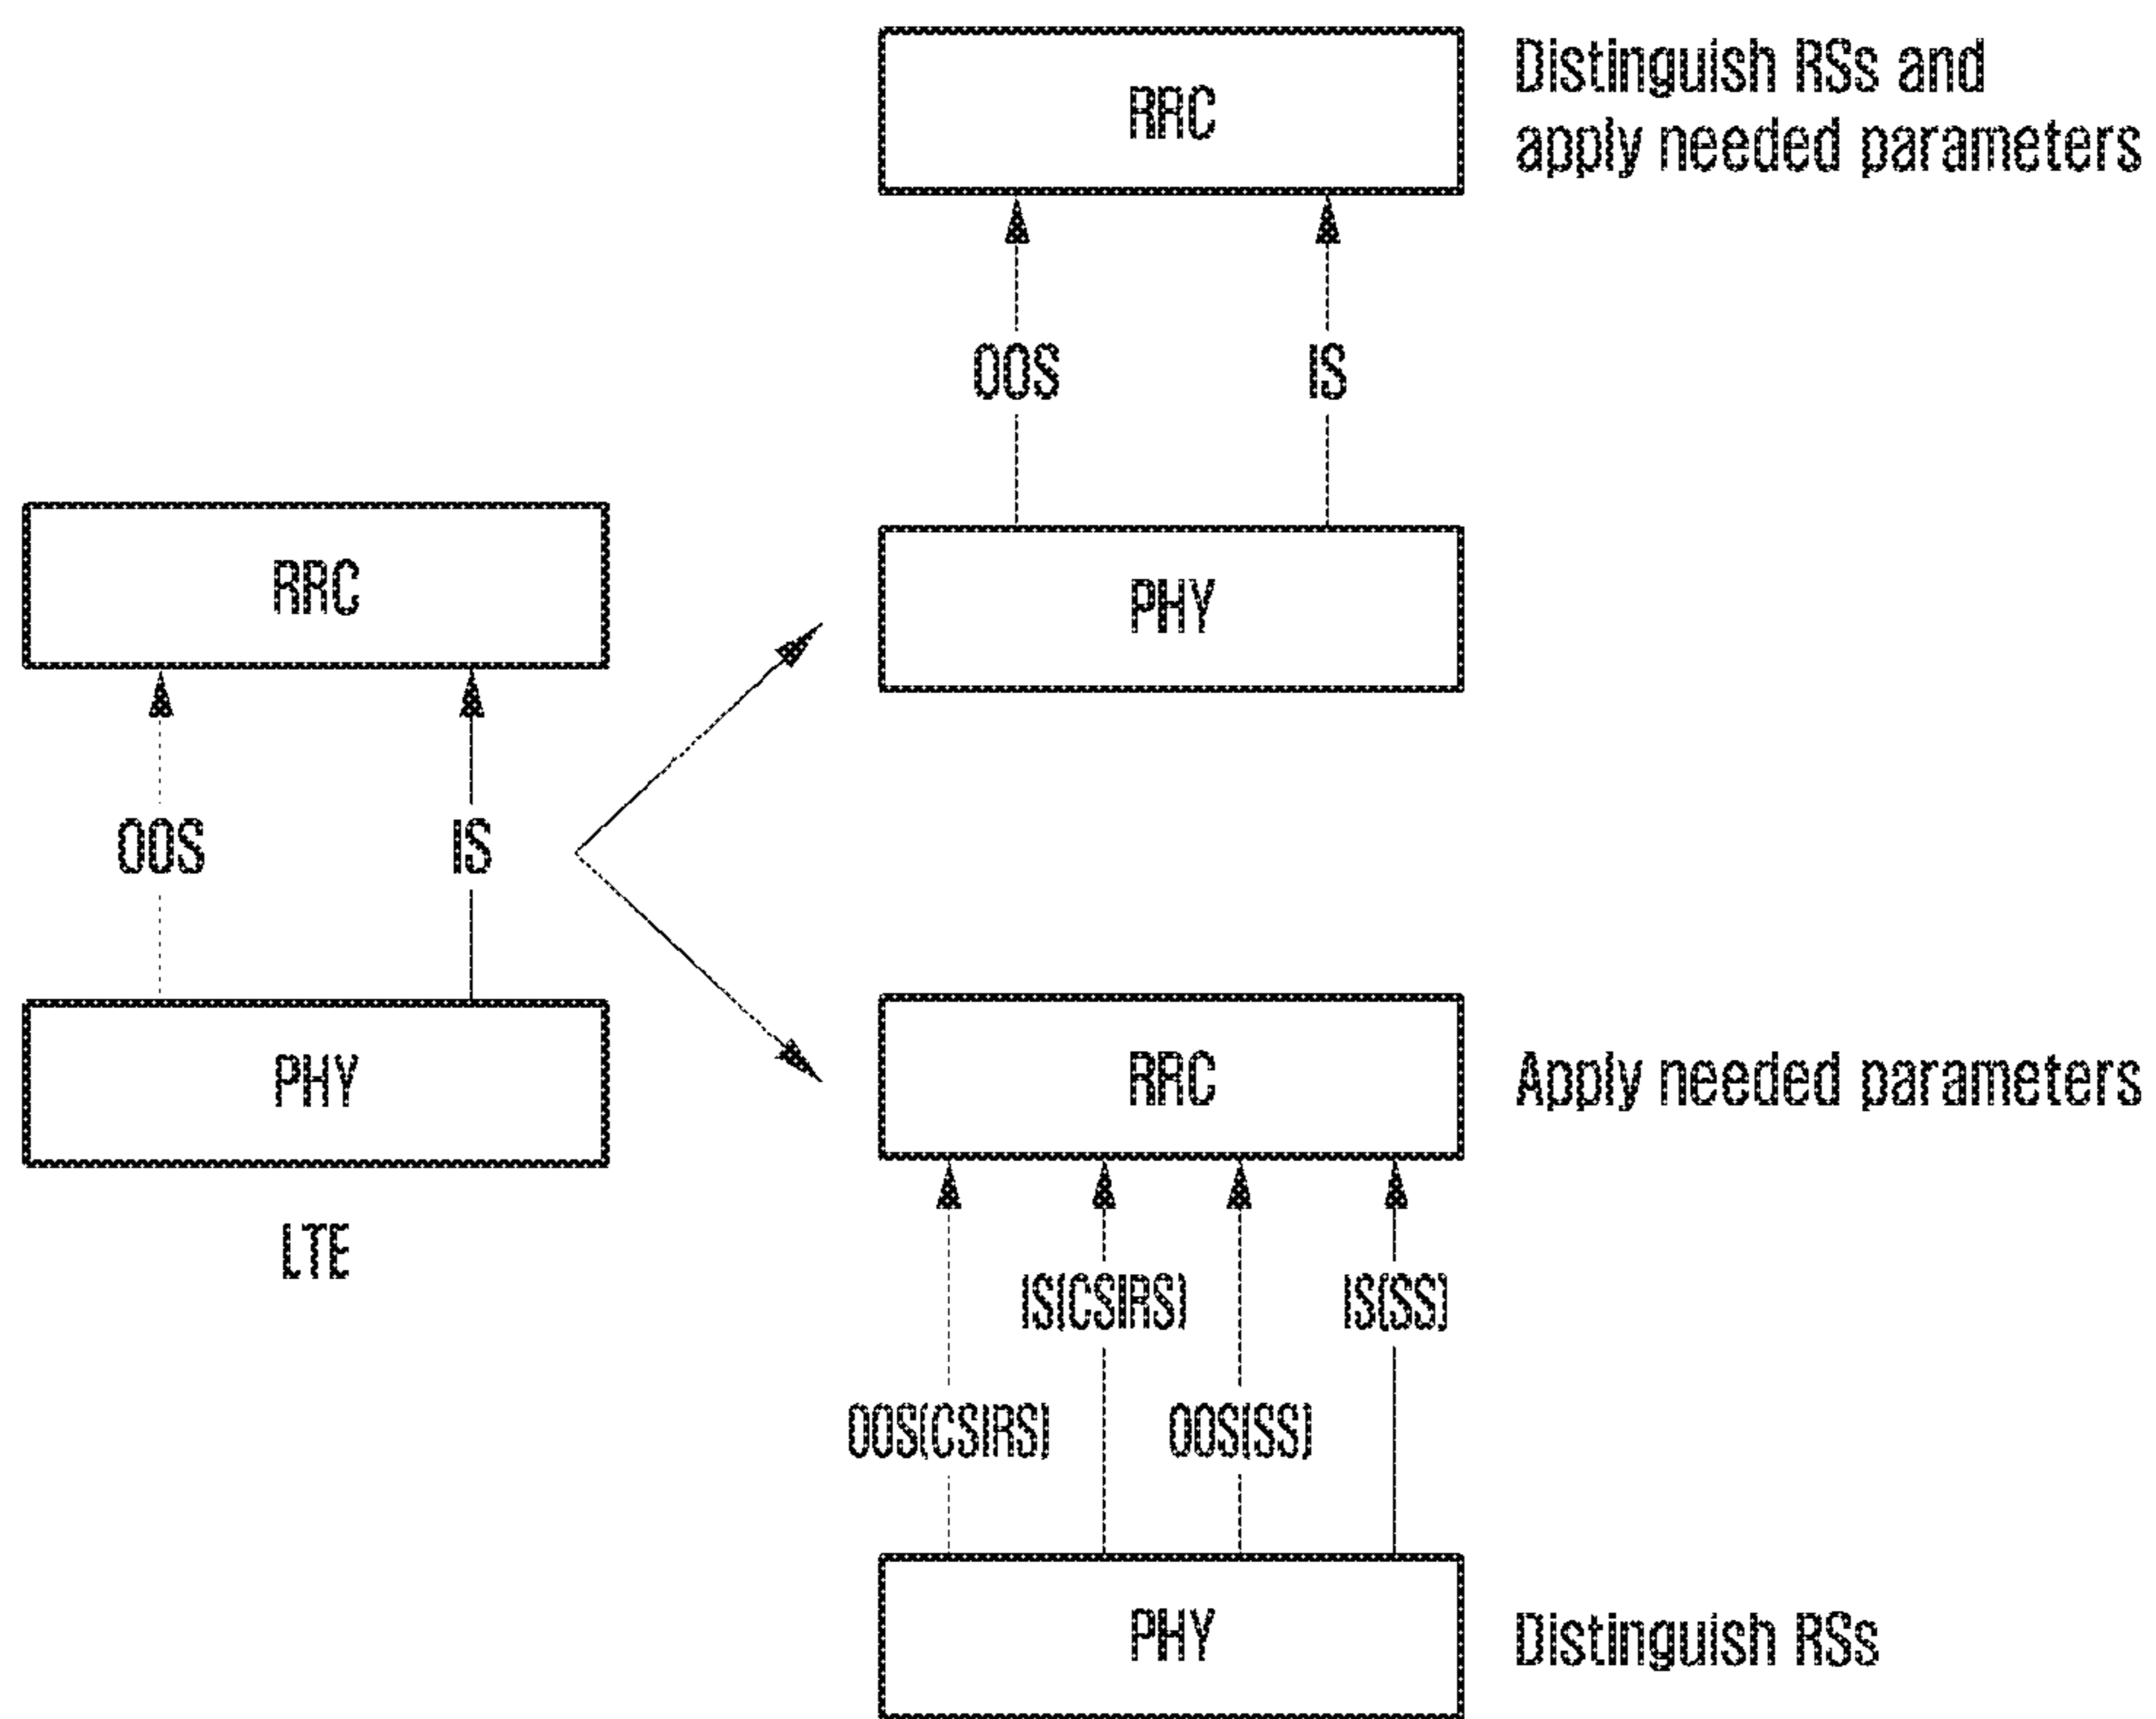 RRC
Distinguish RSs and
apply needed parameters
OOS
IS
PHY
RRC
OOS
IS
PHY
LTE
RRC
Apply needed parameters
IS(CSIRS)
IS(SS)
OOS(CSIRS)
OOS(SS)
PHY
Distinguish RSs